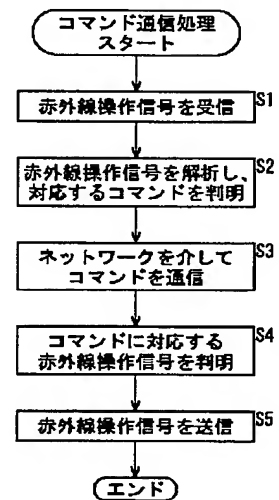 コマンド通信処理
スタート
赤外線操作信号を受信
S1
赤外線操作信号を解析し、
対応するコマンドを判明
S2
ネットワークを介して
コマンドを通信
S3
コマンドに対応する
赤外線操作信号を判明
S4
赤外線操作信号を送信
S5
エンド